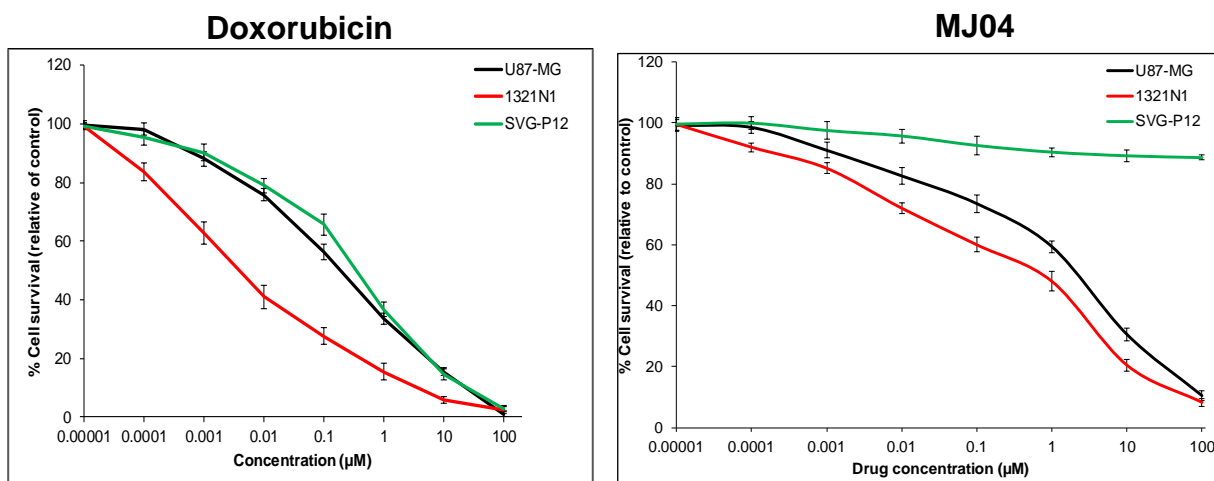 Doxorubicin
% Cell survival (relative of control)
120
100
80
60
40
20
0
0.00001 0.0001 0.001 0.01 0.1 1 10 100
Concentration (µM)
U87-MG
1321N1
SVG-P12
MJ04
% Cell survival (relative to control)
120
100
80
60
40
20
0
0.00001 0.0001 0.001 0.01 0.1 1 10 100
Drug concentration (µM)
U87-MG
1321N1
SVG-P12